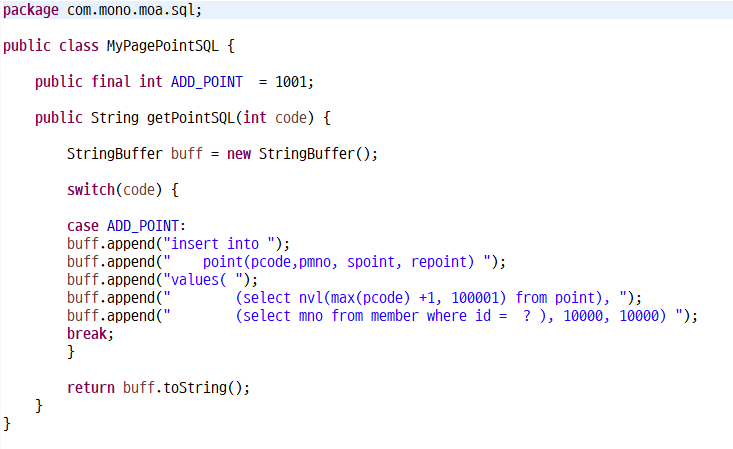 package com.mono.moa.sql;
public class MyPagePointSQL {
public final int ADD_POINT  = 1001;
public String getPointSQL(int code) {
StringBuffer buff = new StringBuffer();
switch(code) {
case ADD_POINT:
buff.append("insert into ");
buff.append("    point(pcode,pmno, spoint, repoint) ");
buff.append("values( ");
buff.append("        (select nvl(max(pcode) +1, 100001) from point), ");
buff.append("        (select mno from member where id =  ? ), 10000, 10000) ");
break;
}
return buff.toString();
}
}